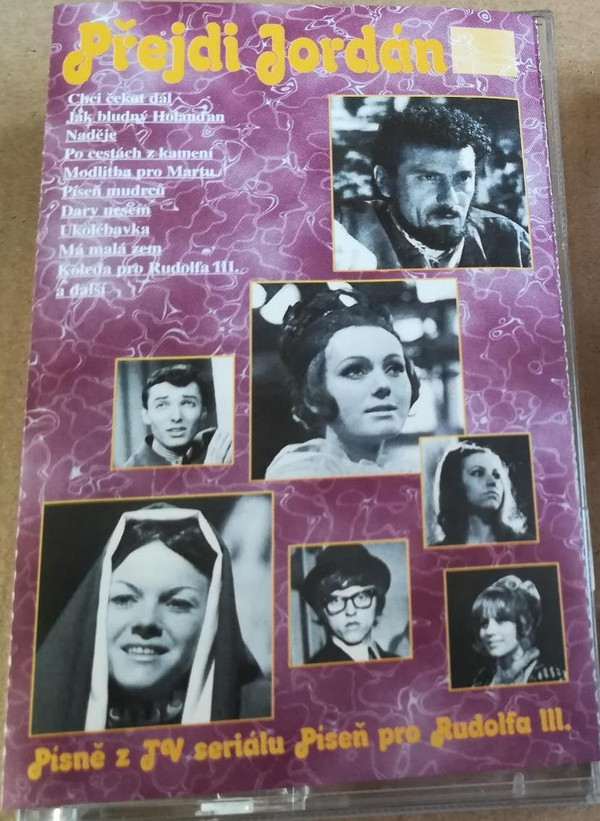 Přejdi Jordán
Chci čekat dál
Jak bludný Holanďan
Naděje
Po cestách z kamení
Modlitba pro Martu
Píseň mudrců
Dary nesem
Ukolébavka
Má malá zem
Koleda pro Rudolfa III.
a další
Písně z TV seriálu Píseň pro Rudolfa III.